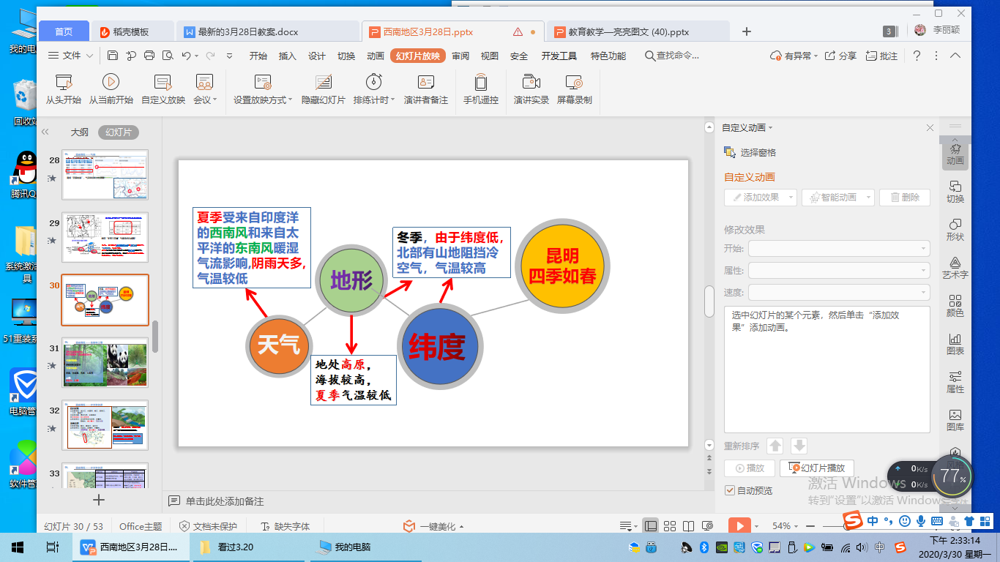 首页
稻壳模板
最新的3月28日教案.docx
西南地区3月28日.pptx
教育教学—亮亮图文 (40).pptx
3
李丽颖
文件
开始
插入
设计
切换
动画
幻灯片放映
审阅
视图
安全
开发工具
特色功能
查找命令...
有异常
分享
批注
从头开始
从当前开始
自定义放映
会议
设置放映方式
隐藏幻灯片
排练计时
演讲者备注
手机遥控
演讲实录
屏幕录制
我的电
回收站
腾讯Q
系统激活
具
51重装系
电脑管
软件管
大纲
幻灯片
28
29
30
31
32
33
夏季受来自印度洋
的西南风和来自太
平洋的东南风暖湿
气流影响,阴雨天多,
气温较低
地形
冬季，由于纬度低，
北部有山地阻挡冷
空气，气温较高
昆明
四季如春
天气
纬度
地处高原，
海拔较高，
夏季气温较低
单击此处添加备注
自定义动画
选择窗格
自定义动画
添加效果
智能动画
删除
修改效果
开始:
属性:
速度:
选中幻灯片的某个元素，然后单击“添加效
果”添加动画。
重新排序
播放
幻灯片播放
自动预览
动画
切换
形状
艺术字
颜色
图表
属性
图库
风格
0K/s
0K/s
77%
激活 Windows
转到"设置"以激活 Windows
幻灯片 30 / 53
Office主题
文档未保护
缺失字体
一键美化
54%
中
西南地区3月28日....
看过3.20
我的电脑
中
下午 2:33:14
2020/3/30 星期一